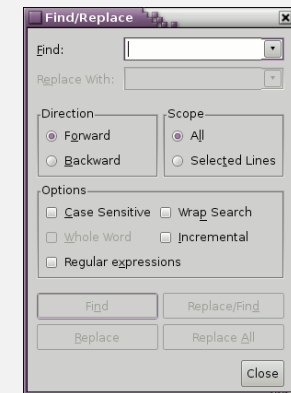 Find/Replace
Find:
Replace With:
Direction
Forward
Backward
Scope
All
Selected Lines
Options
Case Sensitive
Wrap Search
Whole Word
Incremental
Regular expressions
Find
Replace/Find
Replace
Replace All
Close